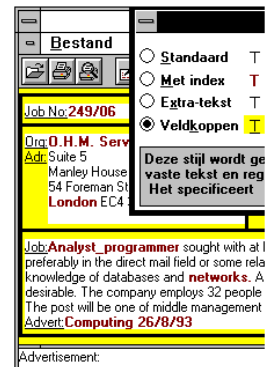 Bestand
Standaard T
Met index T
Extra-tekst T
Veldkoppen T
Deze stijl wordt ge
vaste tekst en reg
Het specificeert
Job No:249/06
Org:O.H.M. Serv
Adr:Suite 5
Manley House
54 Foreman St
London EC4
Job:Analyst_programmer sought with at l
preferably in the direct mail field or some rela
knowledge of databases and networks. A
desirable. The company employs 32 people
The post will be one of middle management
Advert:Computing 26/8/93
Advertisement: